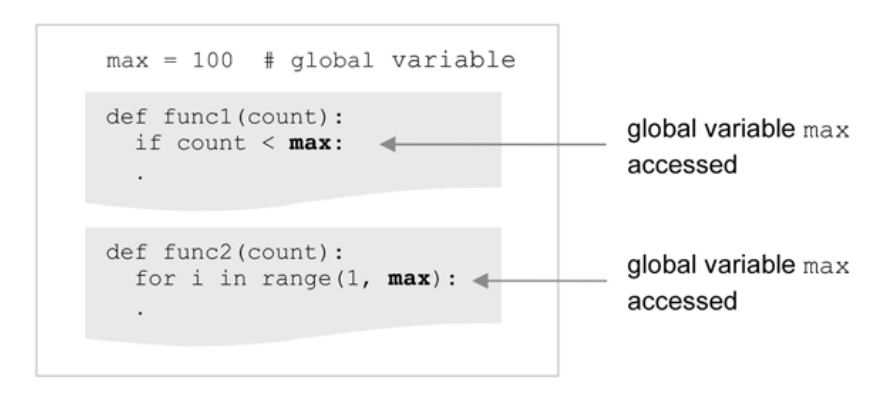 max = 100  # global variable
def func1(count):
  if count < max:
  .
global variable max
accessed
def func2(count):
  for i in range(1, max):
  .
global variable max
accessed